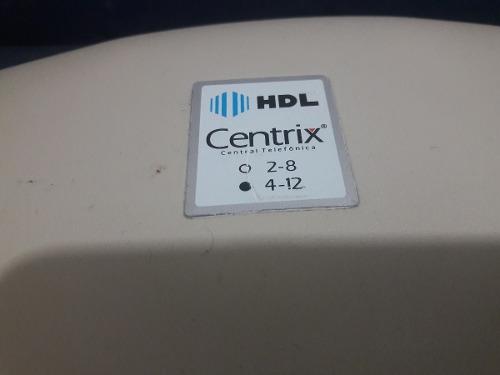 HDL
Centrix®
Central Telefônica
○ 2-8
● 4-12